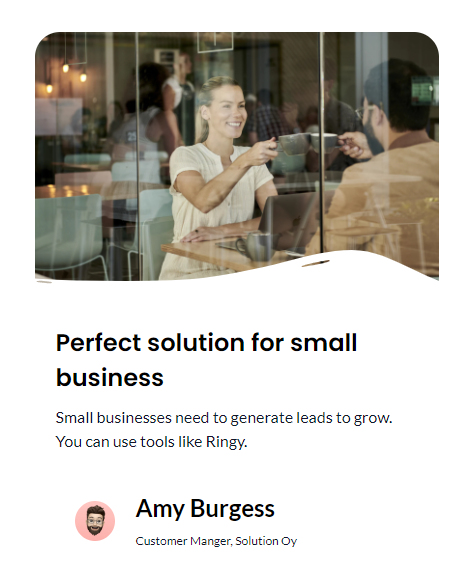 Perfect solution for small
business
Small businesses need to generate leads to grow.
You can use tools like Ringy.
Amy Burgess
Customer Manger, Solution Oy